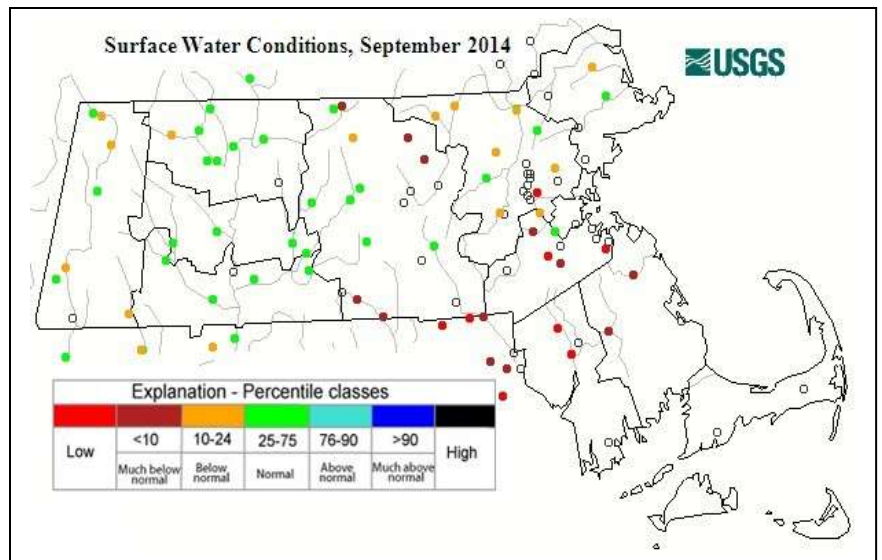 Surface Water Conditions, September 2014
USGS
Explanation - Percentile classes
Low <10 10-24 25-75 76-90 >90 High
Much below normal Below normal Normal Above normal Much above normal